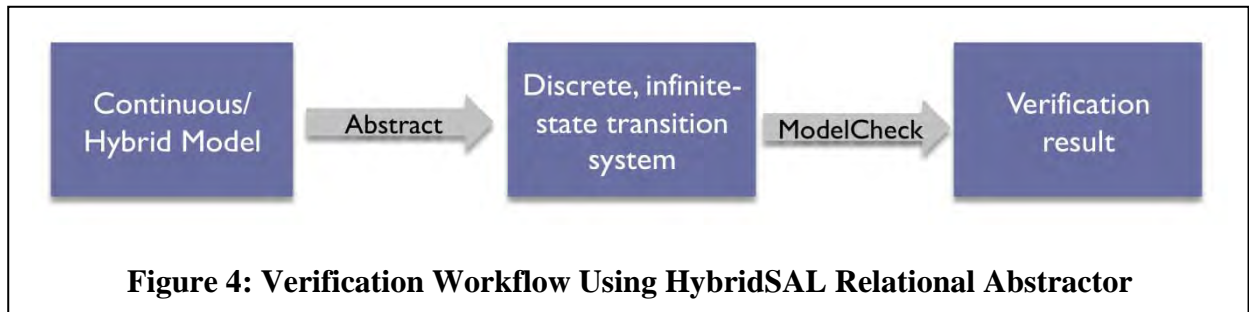 Continuous/
Hybrid Model
Abstract
Discrete, infinite-
state transition
system
ModelCheck
Verification
result
Figure 4: Verification Workflow Using HybridSAL Relational Abstractor